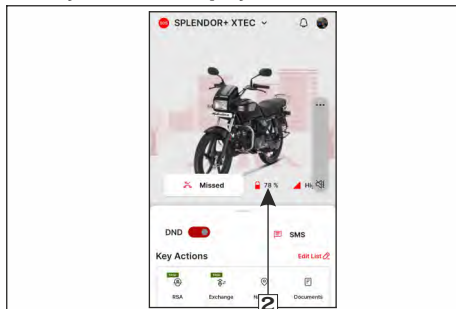 SPLENDOR+ XTEC
Missed
78 %
DND
SMS
Key Actions
Edit List
RSA
Exchange
Documents
2